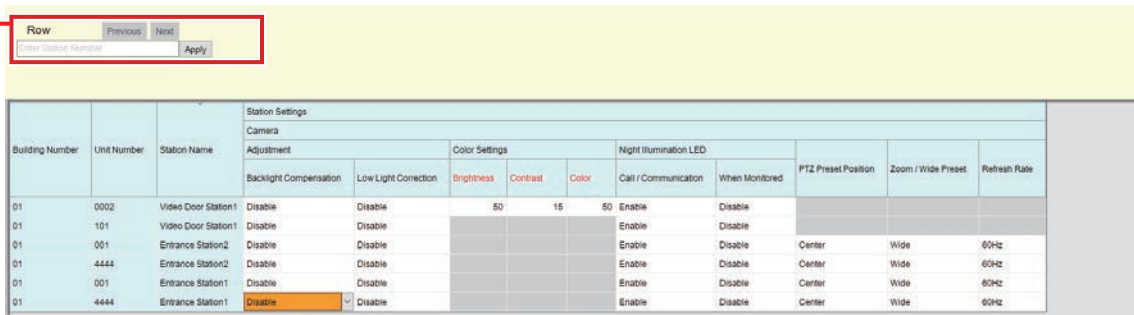 Row Previous Next
Enter Station Number Apply
Station Settings
Camera
Building Number Unit Number Station Name Adjustment Color Settings Night Illumination LED PTZ Preset Position Zoom / Wide Preset Refresh Rate
Backlight Compensation Low Light Correction Brightness Contrast Color Call / Communication When Monitored
01 0002 Video Door Station1 Disable Disable 50 15 50 Enable Disable
01 101 Video Door Station1 Disable Disable Enable Disable
01 001 Entrance Station2 Disable Disable Enable Disable Center Wide 60Hz
01 4444 Entrance Station2 Disable Disable Enable Disable Center Wide 60Hz
01 001 Entrance Station1 Disable Disable Enable Disable Center Wide 60Hz
01 4444 Entrance Station1 Disable Disable Enable Disable Center Wide 60Hz